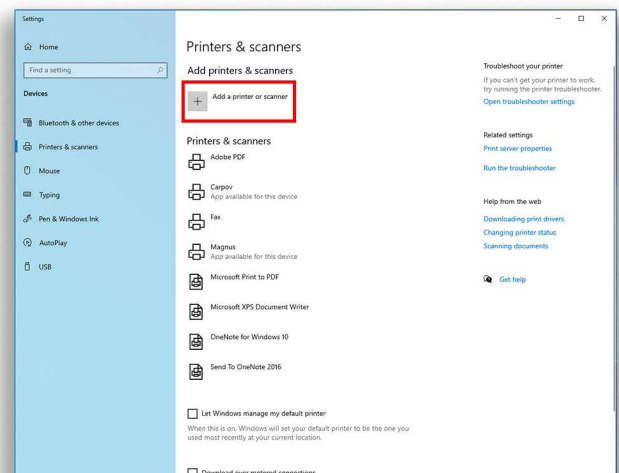 Settings
Home
Find a setting
Devices
Bluetooth & other devices
Printers & scanners
Mouse
Typing
Pen & Windows Ink
AutoPlay
USB
Printers & scanners
Add printers & scanners
Add a printer or scanner
Printers & scanners
Adobe PDF
Carpov
App available for this device
Fax
Magnus
App available for this device
Microsoft Print to PDF
Microsoft XPS Document Writer
OneNote for Windows 10
Send To OneNote 2016
Let Windows manage my default printer
When this is on, Windows will set your default printer to be the one you
used most recently at your current location.
Download over metered connections
Troubleshoot your printer
If you can't get your printer to work,
try running the printer troubleshooter.
Open troubleshooter settings
Related settings
Print server properties
Run the troubleshooter
Help from the web
Downloading print drivers
Changing printer status
Scanning documents
Get help